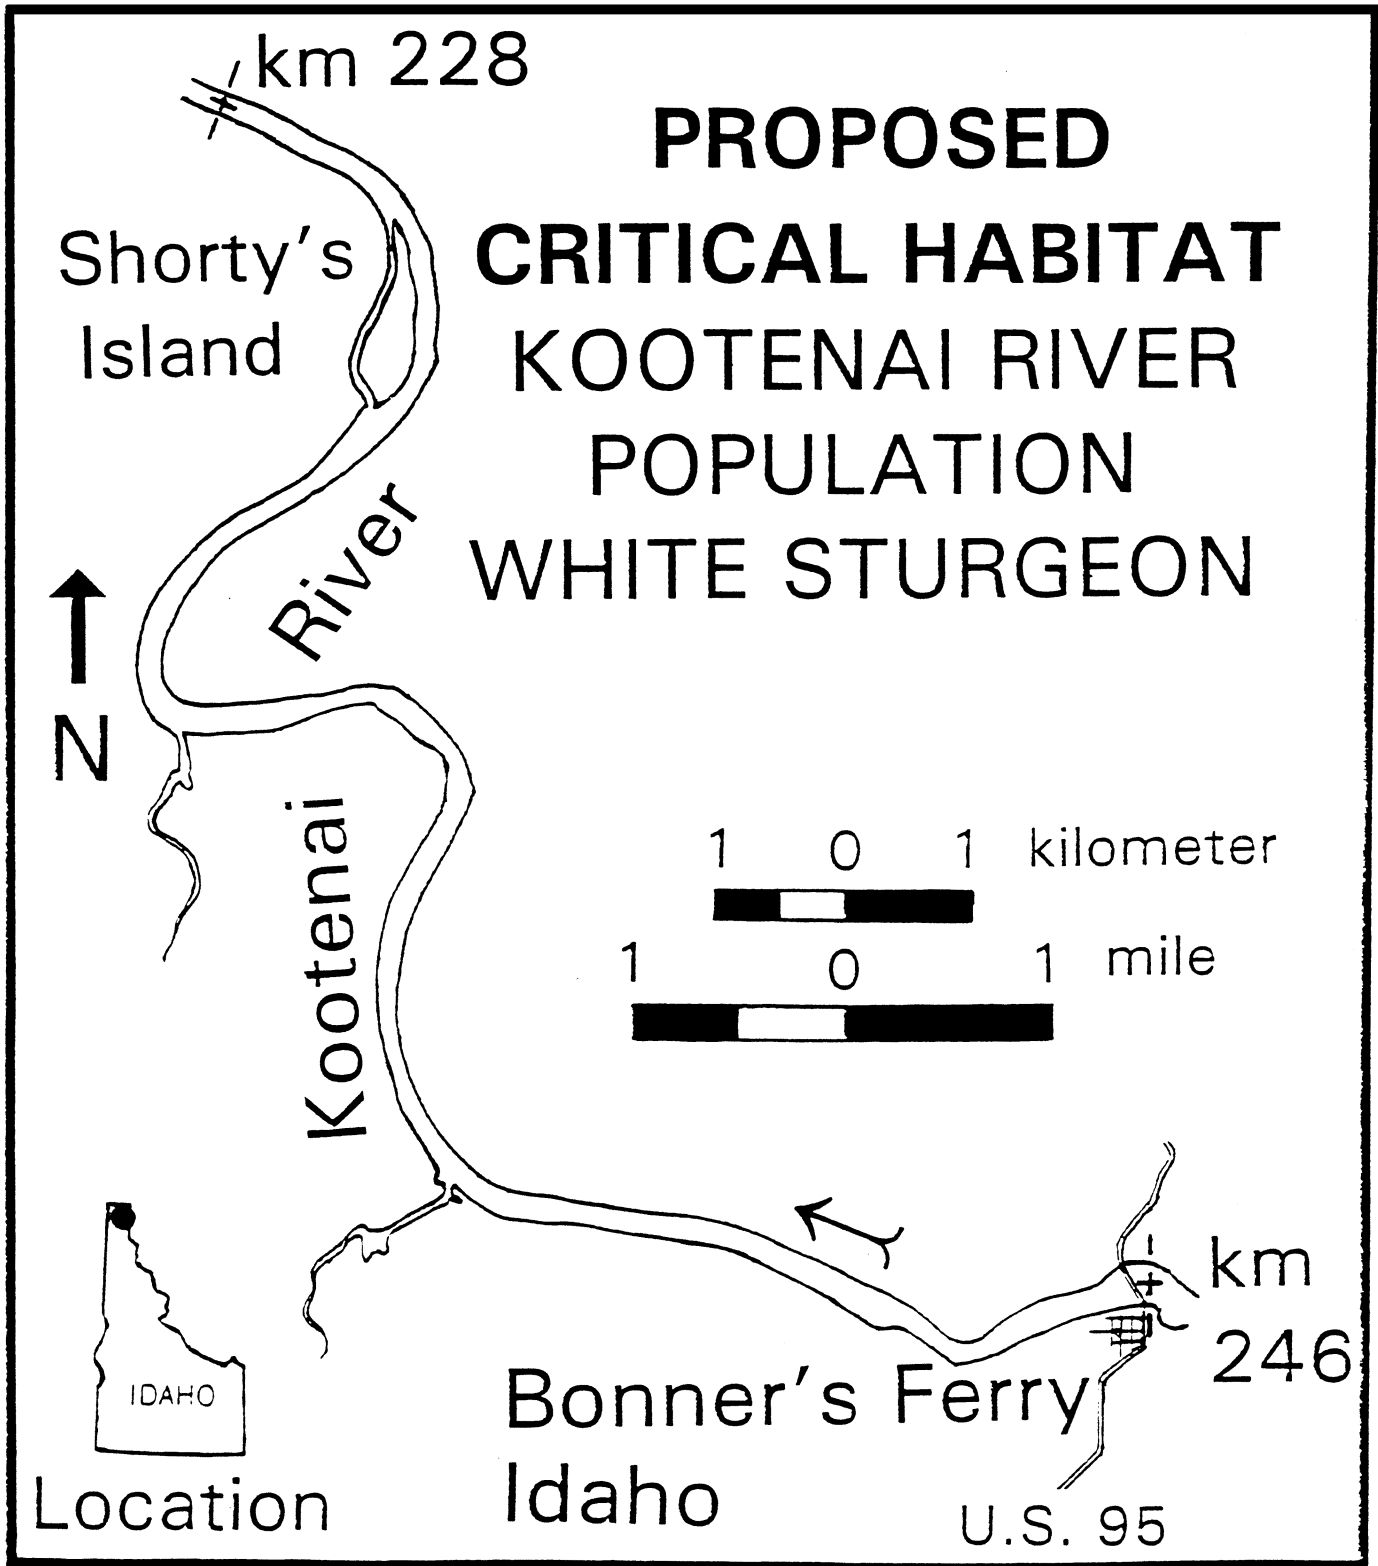 km 228
PROPOSED
CRITICAL HABITAT
KOOTENAI RIVER
POPULATION
WHITE STURGEON
Shorty's
Island
River
N
Kootenai
1 0 1 kilometer
1 0 1 mile
km
246
IDAHO
Location
Bonner's Ferry
Idaho
U.S. 95